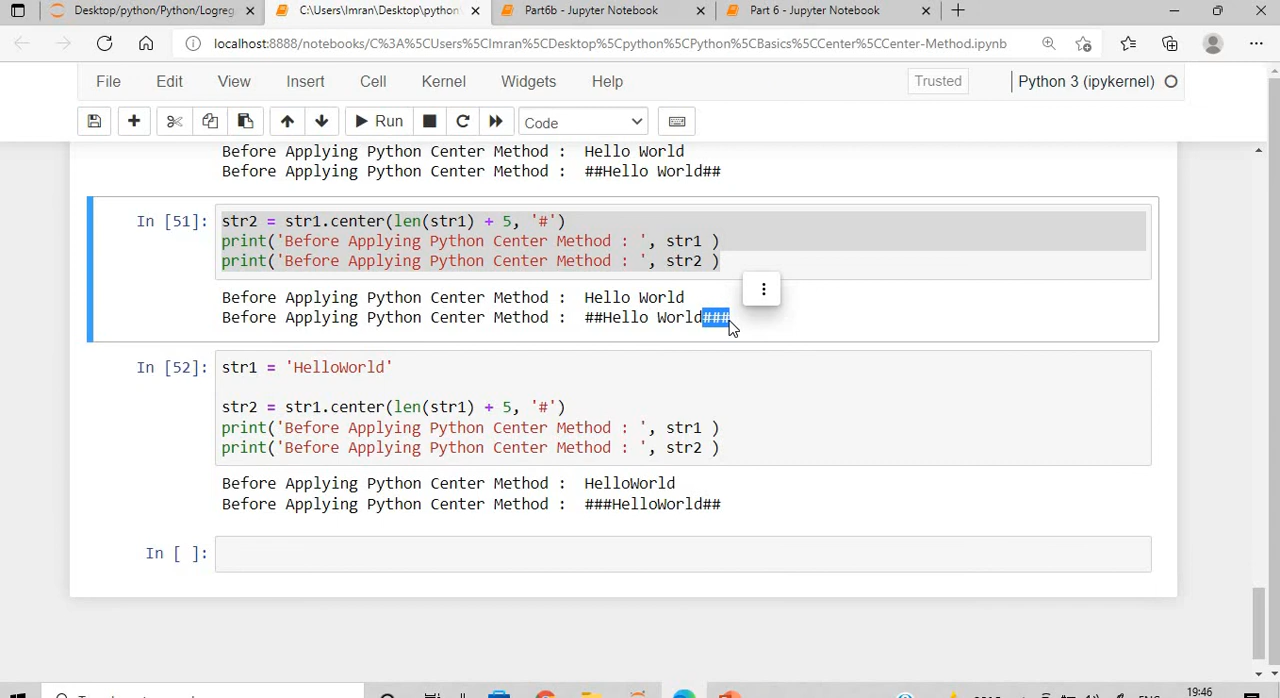 Desktop/python/Python/Logreg
C:\Users\Imran\Desktop\python
Part6b - Jupyter Notebook
Part 6 - Jupyter Notebook
localhost:8888/notebooks/C%3A%5CUsers%5CImran%5CDesktop%5Cpython%5CPython%5CBasics%5CCenter%5CCenter-Method.ipynb
File Edit View Insert Cell Kernel Widgets Help Trusted Python 3 (ipykernel)
Run Code
Before Applying Python Center Method :  Hello World
Before Applying Python Center Method :  ##Hello World##
In [51]: str2 = str1.center(len(str1) + 5, '#')
print('Before Applying Python Center Method : ', str1 )
print('Before Applying Python Center Method : ', str2 )
Before Applying Python Center Method :  Hello World
Before Applying Python Center Method :  ##Hello World###
In [52]: str1 = 'HelloWorld'
str2 = str1.center(len(str1) + 5, '#')
print('Before Applying Python Center Method : ', str1 )
print('Before Applying Python Center Method : ', str2 )
Before Applying Python Center Method :  HelloWorld
Before Applying Python Center Method :  ###HelloWorld##
In [ ]:
19:46